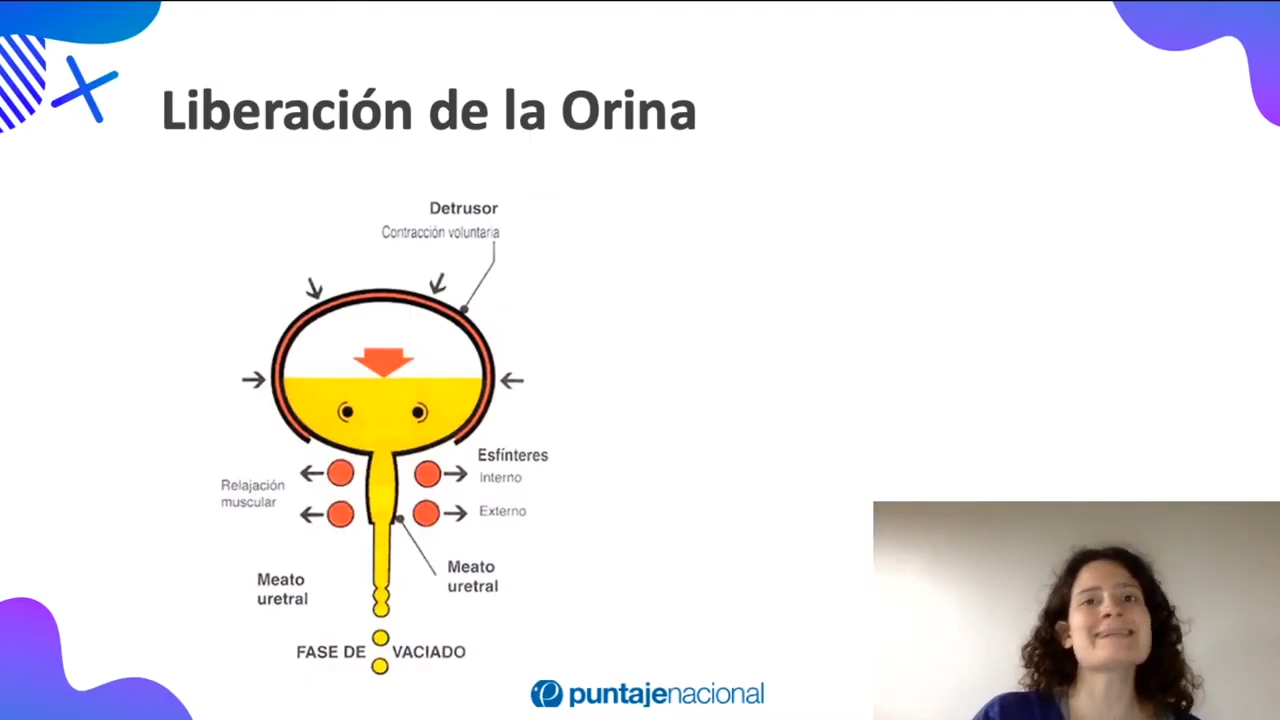 Liberación de la Orina
Detrusor
Contracción voluntaria
Esfínteres
Interno
Relajación
muscular
Externo
Meato
uretral
Meato
uretral
FASE DE VACIADO
puntajenacional